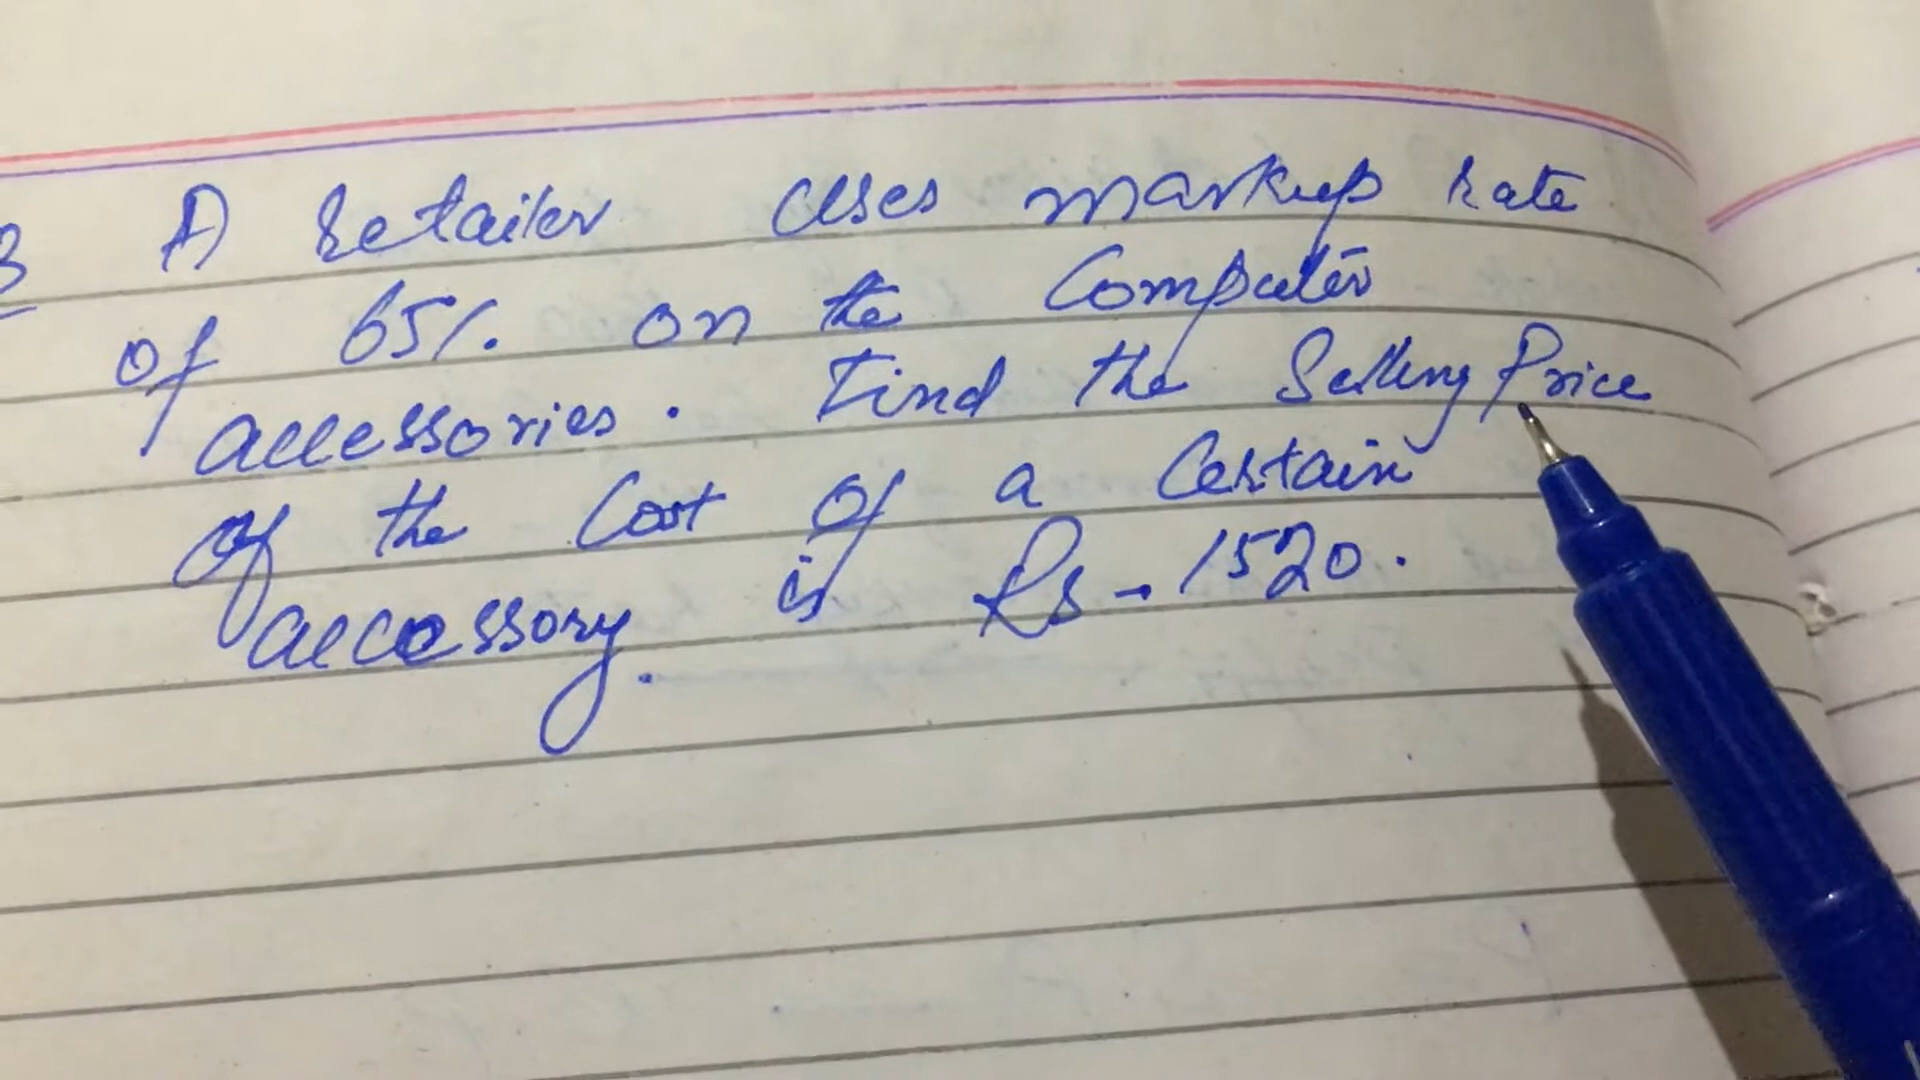 3 A retailer uses markup rate
of 65%. on the Computer
accessories. Find the Selling Price
of the Cost of a Certain
accessory is Rs - 1520.